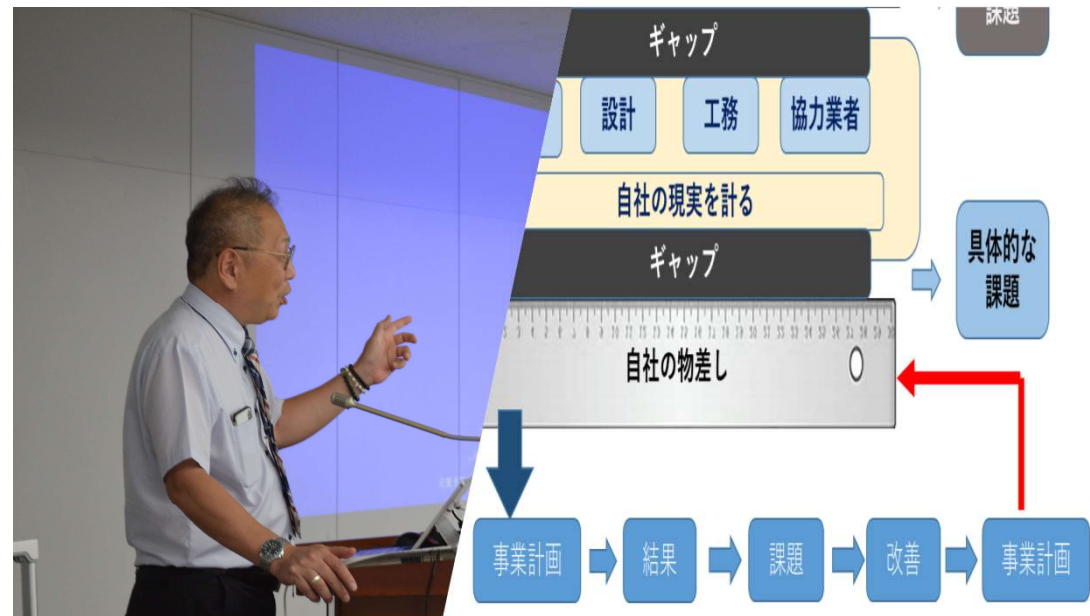 課題
ギャップ
設計
工務
協力業者
自社の現実を計る
ギャップ
具体的な
課題
自社の物差し
事業計画
結果
課題
改善
事業計画